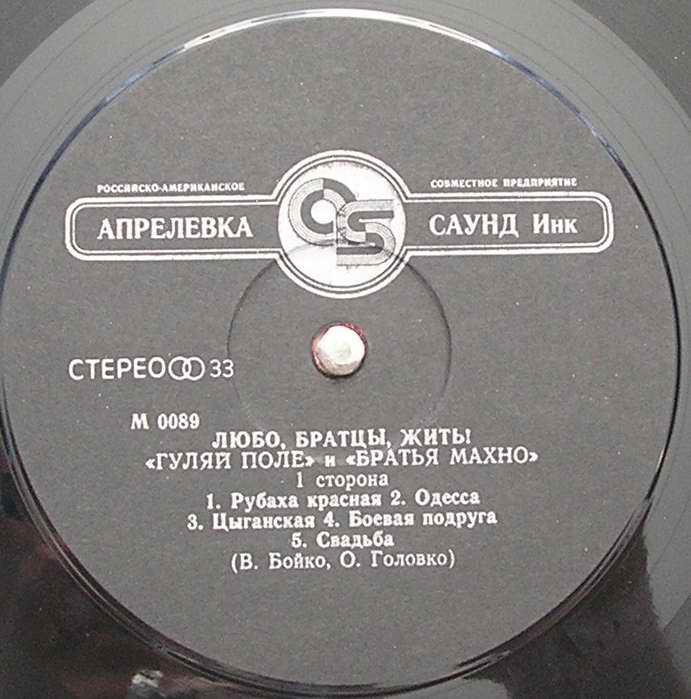 РОССИЙСКО-АМЕРИКАНСКОЕ СОВМЕСТНОЕ ПРЕДПРИЯТИЕ
АПРЕЛЕВКА САУНД Инк
СТЕРЕО 33
М 0089
ЛЮБО, БРАТЦЫ, ЖИТЬ!
«ГУЛЯЙ ПОЛЕ» и «БРАТЬЯ МАХНО»
1 сторона
1. Рубаха красная 2. Одесса
3. Цыганская 4. Боевая подруга
5. Свадьба
(В. Бойко, О. Головко)